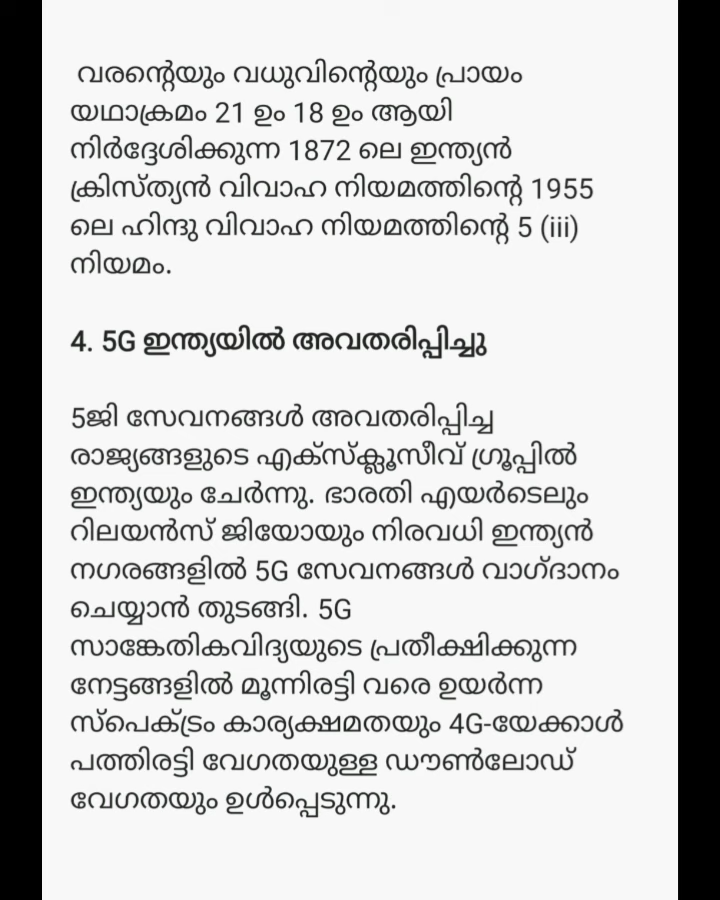 വരന്റെയും വധുവിന്റെയും പ്രായം
യഥാക്രമം 21 ഉം 18 ഉം ആയി
നിർദ്ദേശിക്കുന്ന 1872 ലെ ഇന്ത്യൻ
ക്രിസ്ത്യൻ വിവാഹ നിയമത്തിന്റെ 1955
ലെ ഹിന്ദു വിവാഹ നിയമത്തിന്റെ 5 (iii)
നിയമം.
4. 5G ഇന്ത്യയിൽ അവതരിപ്പിച്ചു
5ജി സേവനങ്ങൾ അവതരിപ്പിച്ച
രാജ്യങ്ങളുടെ എക്സ്ക്ലൂസീവ് ഗ്രൂപ്പിൽ
ഇന്ത്യയും ചേർന്നു. ഭാരതി എയർടെലും
റിലയൻസ് ജിയോയും നിരവധി ഇന്ത്യൻ
നഗരങ്ങളിൽ 5G സേവനങ്ങൾ വാഗ്ദാനം
ചെയ്യാൻ തുടങ്ങി. 5G
സാങ്കേതികവിദ്യയുടെ പ്രതീക്ഷിക്കുന്ന
നേട്ടങ്ങളിൽ മൂന്നിരട്ടി വരെ ഉയർന്ന
സ്പെക്ട്രം കാര്യക്ഷമതയും 4G-യേക്കാൾ
പത്തിരട്ടി വേഗതയുള്ള ഡൗൺലോഡ്
വേഗതയും ഉൾപ്പെടുന്നു.